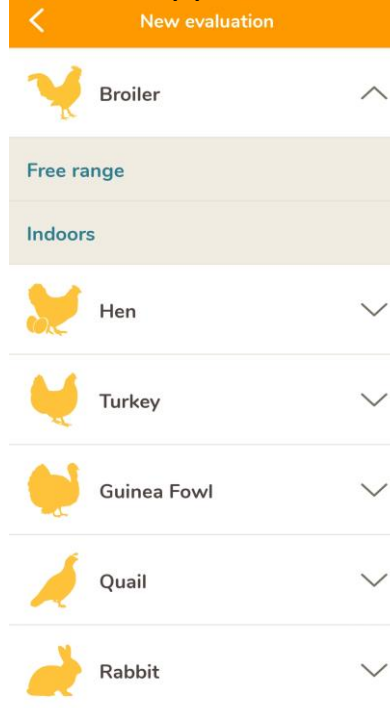 New evaluation
Broiler
Free range
Indoors
Hen
Turkey
Guinea Fowl
Quail
Rabbit